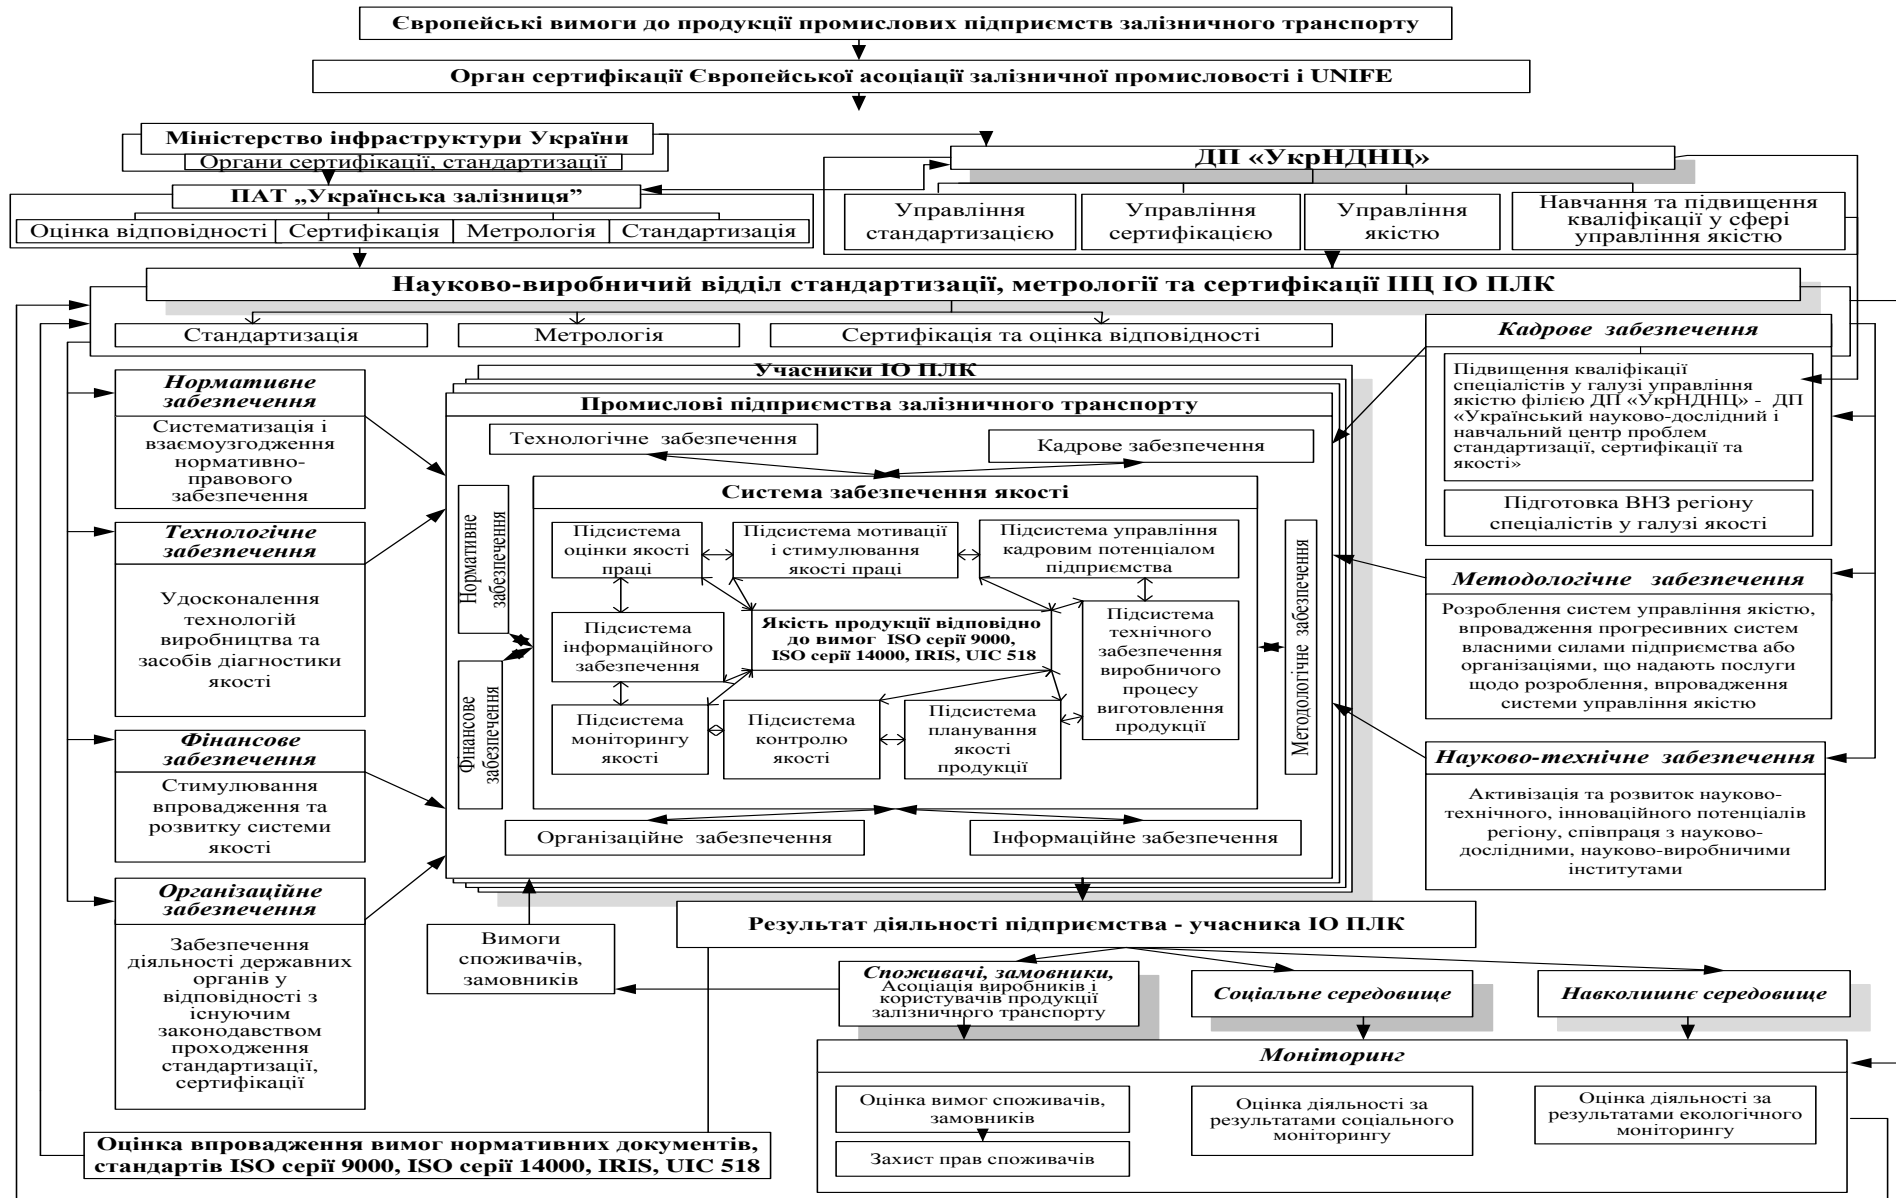 Європейські вимоги до продукції промислових підприємств залізничного транспорту
Орган сертифікації Європейської асоціації залізничної промисловості і UNIFE
Міністерство інфраструктури України
Органи сертифікації, стандартизації
ПАТ „Українська залізниця”
Оцінка відповідності
Сертифікація
Метрологія
Стандартизація
ДП «УкрНДНЦ»
Управління
стандартизацією
Управління
сертифікацією
Управління
якістю
Навчання та підвищення
кваліфікації у сфері
управління якістю
Науково-виробничий відділ стандартизації, метрології та сертифікації ІЛЦ ІО ПЛК
Стандартизація
Метрологія
Сертифікація та оцінка відповідності
Нормативне
забезпечення
Систематизація і
взаємоузгодження
нормативно-
правового
забезпечення
Технологічне
забезпечення
Удосконалення
технологій
виробництва та
засобів діагностики
якості
Фінансове
забезпечення
Стимулювання
впровадження та
розвитку системи
якості
Організаційне
забезпечення
Забезпечення
діяльності державних
органів у
відповідності з
існуючим
законодавством
проходження
стандартизації,
сертифікації
Учасники ІО ПЛК
Промислові підприємства залізничного транспорту
Технологічне забезпечення
Кадрове забезпечення
Нормативне
забезпечення
Фінансове
забезпечення
Система забезпечення якості
Підсистема
оцінки якості
праці
Підсистема мотивації
і стимулювання
якості праці
Підсистема управління
кадровим потенціалом
підприємства
Підсистема
інформаційного
забезпечення
Якість продукції відповідно
до вимог ISO серії 9000,
ISO серії 14000, IRIS, UIC 518
Підсистема
технічного
забезпечення
виробничого
процесу
виготовлення
продукції
Підсистема
моніторингу
якості
Підсистема
контролю
якості
Підсистема
планування
якості
продукції
Методологічне забезпечення
Організаційне забезпечення
Інформаційне забезпечення
Кадрове забезпечення
Підвищення кваліфікації
спеціалістів у галузі управління
якістю філією ДП «УкрНДНЦ» - ДП
«Український науково-дослідний і
навчальний центр проблем
стандартизації, сертифікації та
якості»
Підготовка ВНЗ регіону
спеціалістів у галузі якості
Методологічне забезпечення
Розроблення систем управління якістю,
впровадження прогресивних систем
власними силами підприємства або
організаціями, що надають послуги
щодо розроблення, впровадження
системи управління якістю
Науково-технічне забезпечення
Активізація та розвиток науково-
технічного, інноваційного потенціалів
регіону, співпраця з науково-
дослідними, науково-виробничими
інститутами
Результат діяльності підприємства - учасника ІО ПЛК
Вимоги
споживачів,
замовників
Споживачі, замовники,
Асоціація виробників і
користувачів продукції
залізничного транспорту
Соціальне середовище
Навколишнє середовище
Моніторинг
Оцінка вимог споживачів,
замовників
Захист прав споживачів
Оцінка діяльності за
результатами соціального
моніторингу
Оцінка діяльності за
результатами екологічного
моніторингу
Оцінка впровадження вимог нормативних документів,
стандартів ISO серії 9000, ISO серії 14000, IRIS, UIC 518